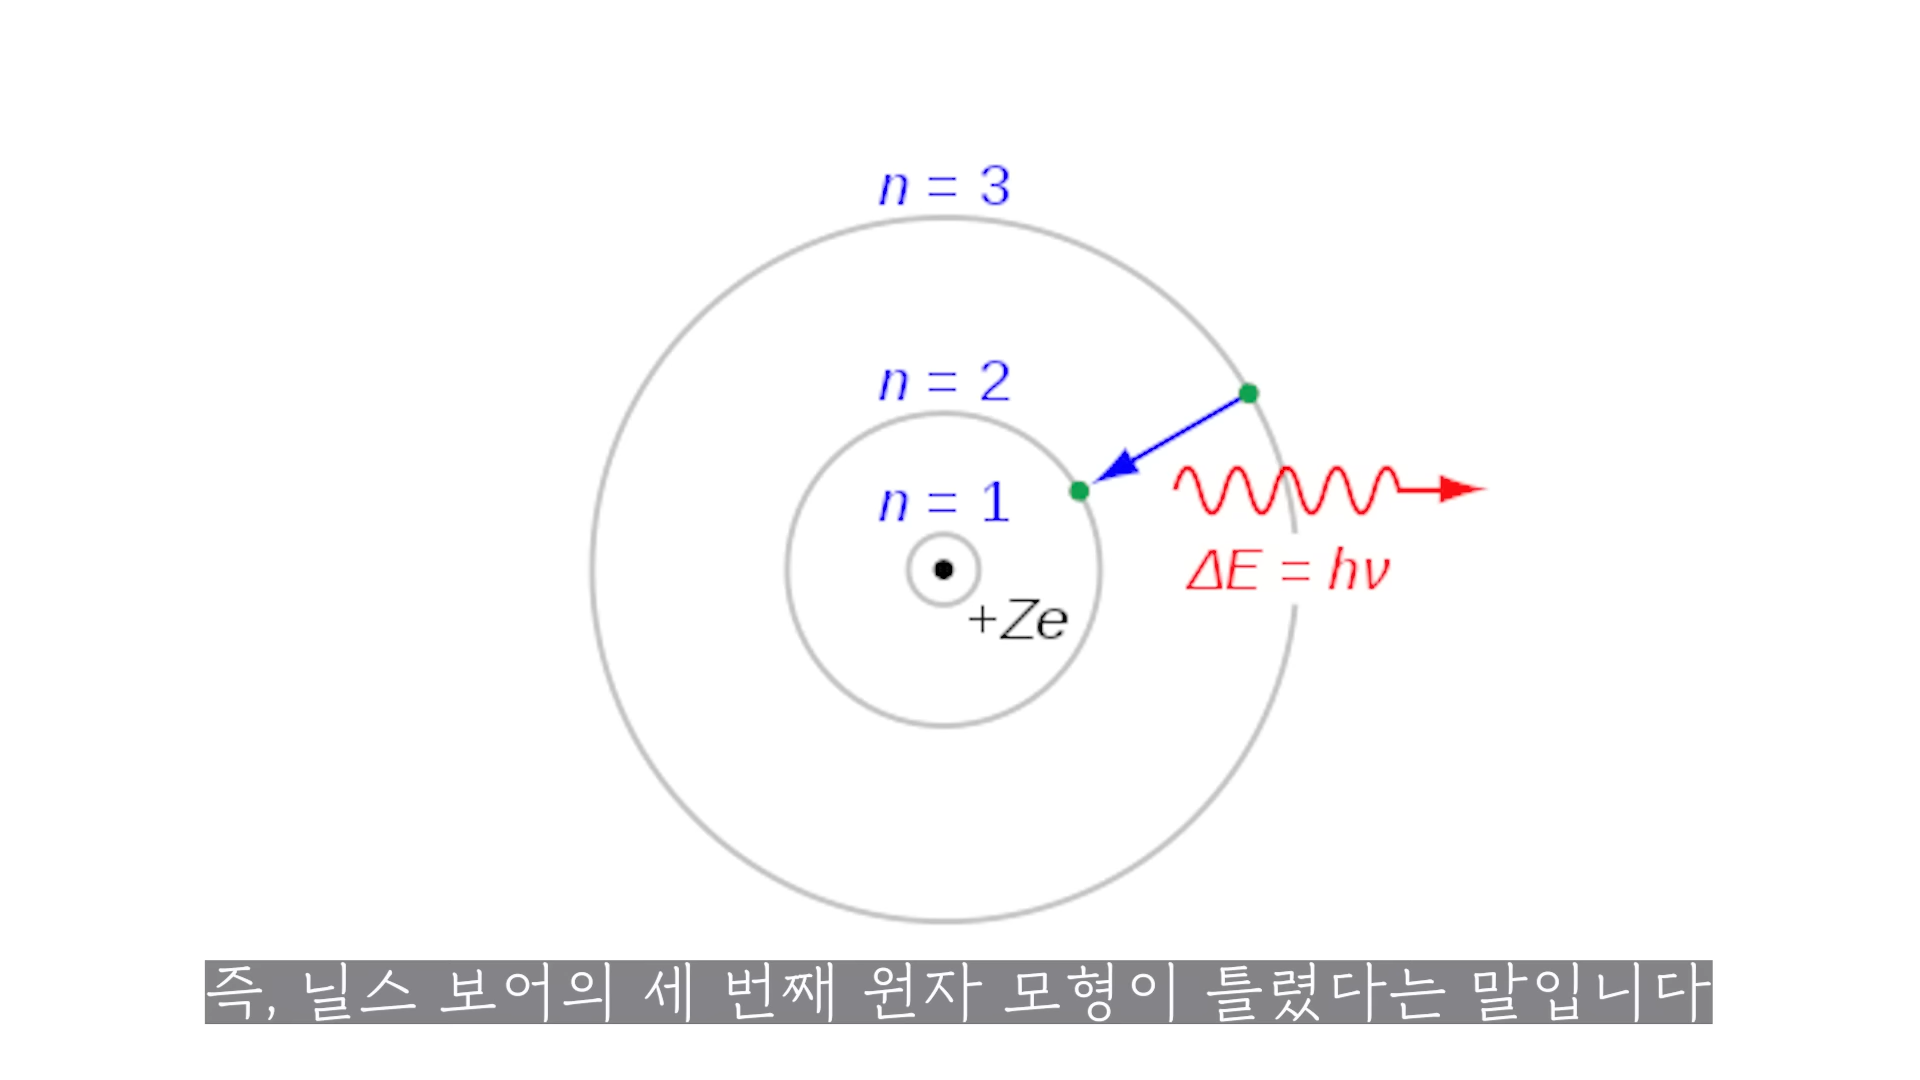 n = 3
n = 2
n = 1
+Ze
ΔE = hν
즉, 닐스 보어의 세 번째 원자 모형이 틀렸다는 말입니다